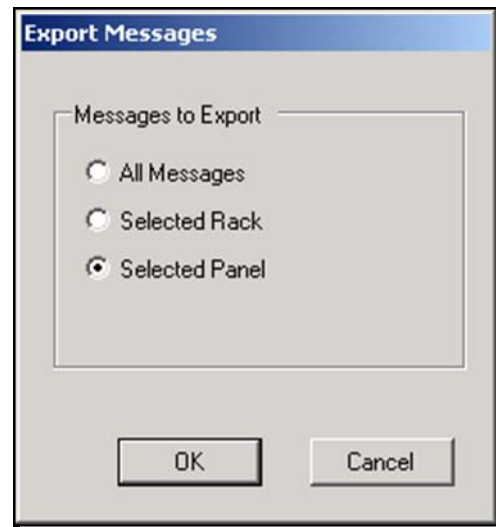 Export Messages
Messages to Export
All Messages
Selected Rack
Selected Panel
OK
Cancel